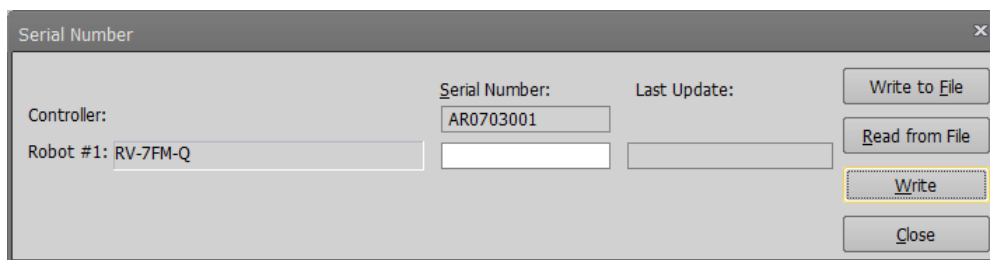 Serial Number
Serial Number: Last Update:
Controller: AR0703001
Robot #1: RV-7FM-Q
Write to File
Read from File
Write
Close